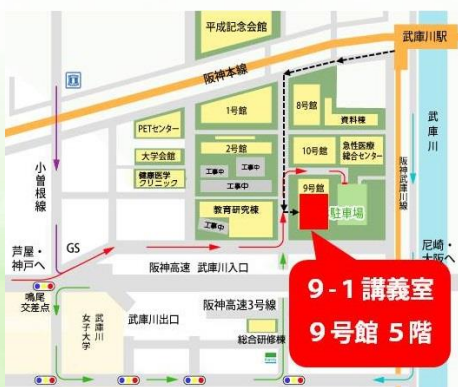 平成記念会館
武庫川駅
阪神本線
1号館
8号館
資料棟
PETセンター
2号館
10号館
急性医療
総合センター
大学会館
工事中
工事中
工事中
健康医学
クリニック
9号館
教育研究棟
工事中
駐車場
武庫川
阪神武庫川線
小曽根線
芦屋・
神戸へ
GS
阪神高速 武庫川入口
尼崎・
大阪へ
鳴尾
交差点
武庫川
女子大学
武庫川出口
阪神高速3号線
総合研修棟
9-1講義室
9号館 5階